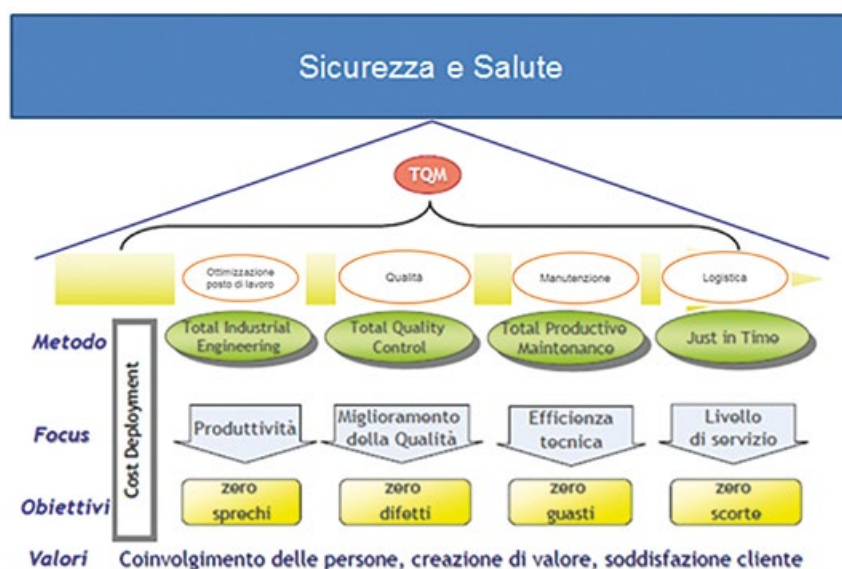 Sicurezza e Salute
TQM
Ottimizzazione
posto di lavoro
Qualità
Manutenzione
Logistica
Metodo
Total Industrial
Engineering
Total Quality
Control
Total Productive
Maintenance
Just in Time
Cost Deployment
Focus
Produttività
Miglioramento
della Qualità
Efficienza
tecnica
Livello
di servizio
Obiettivi
zero
sprechi
zero
difetti
zero
guasti
zero
scorte
Valori Coinvolgimento delle persone, creazione di valore, soddisfazione cliente